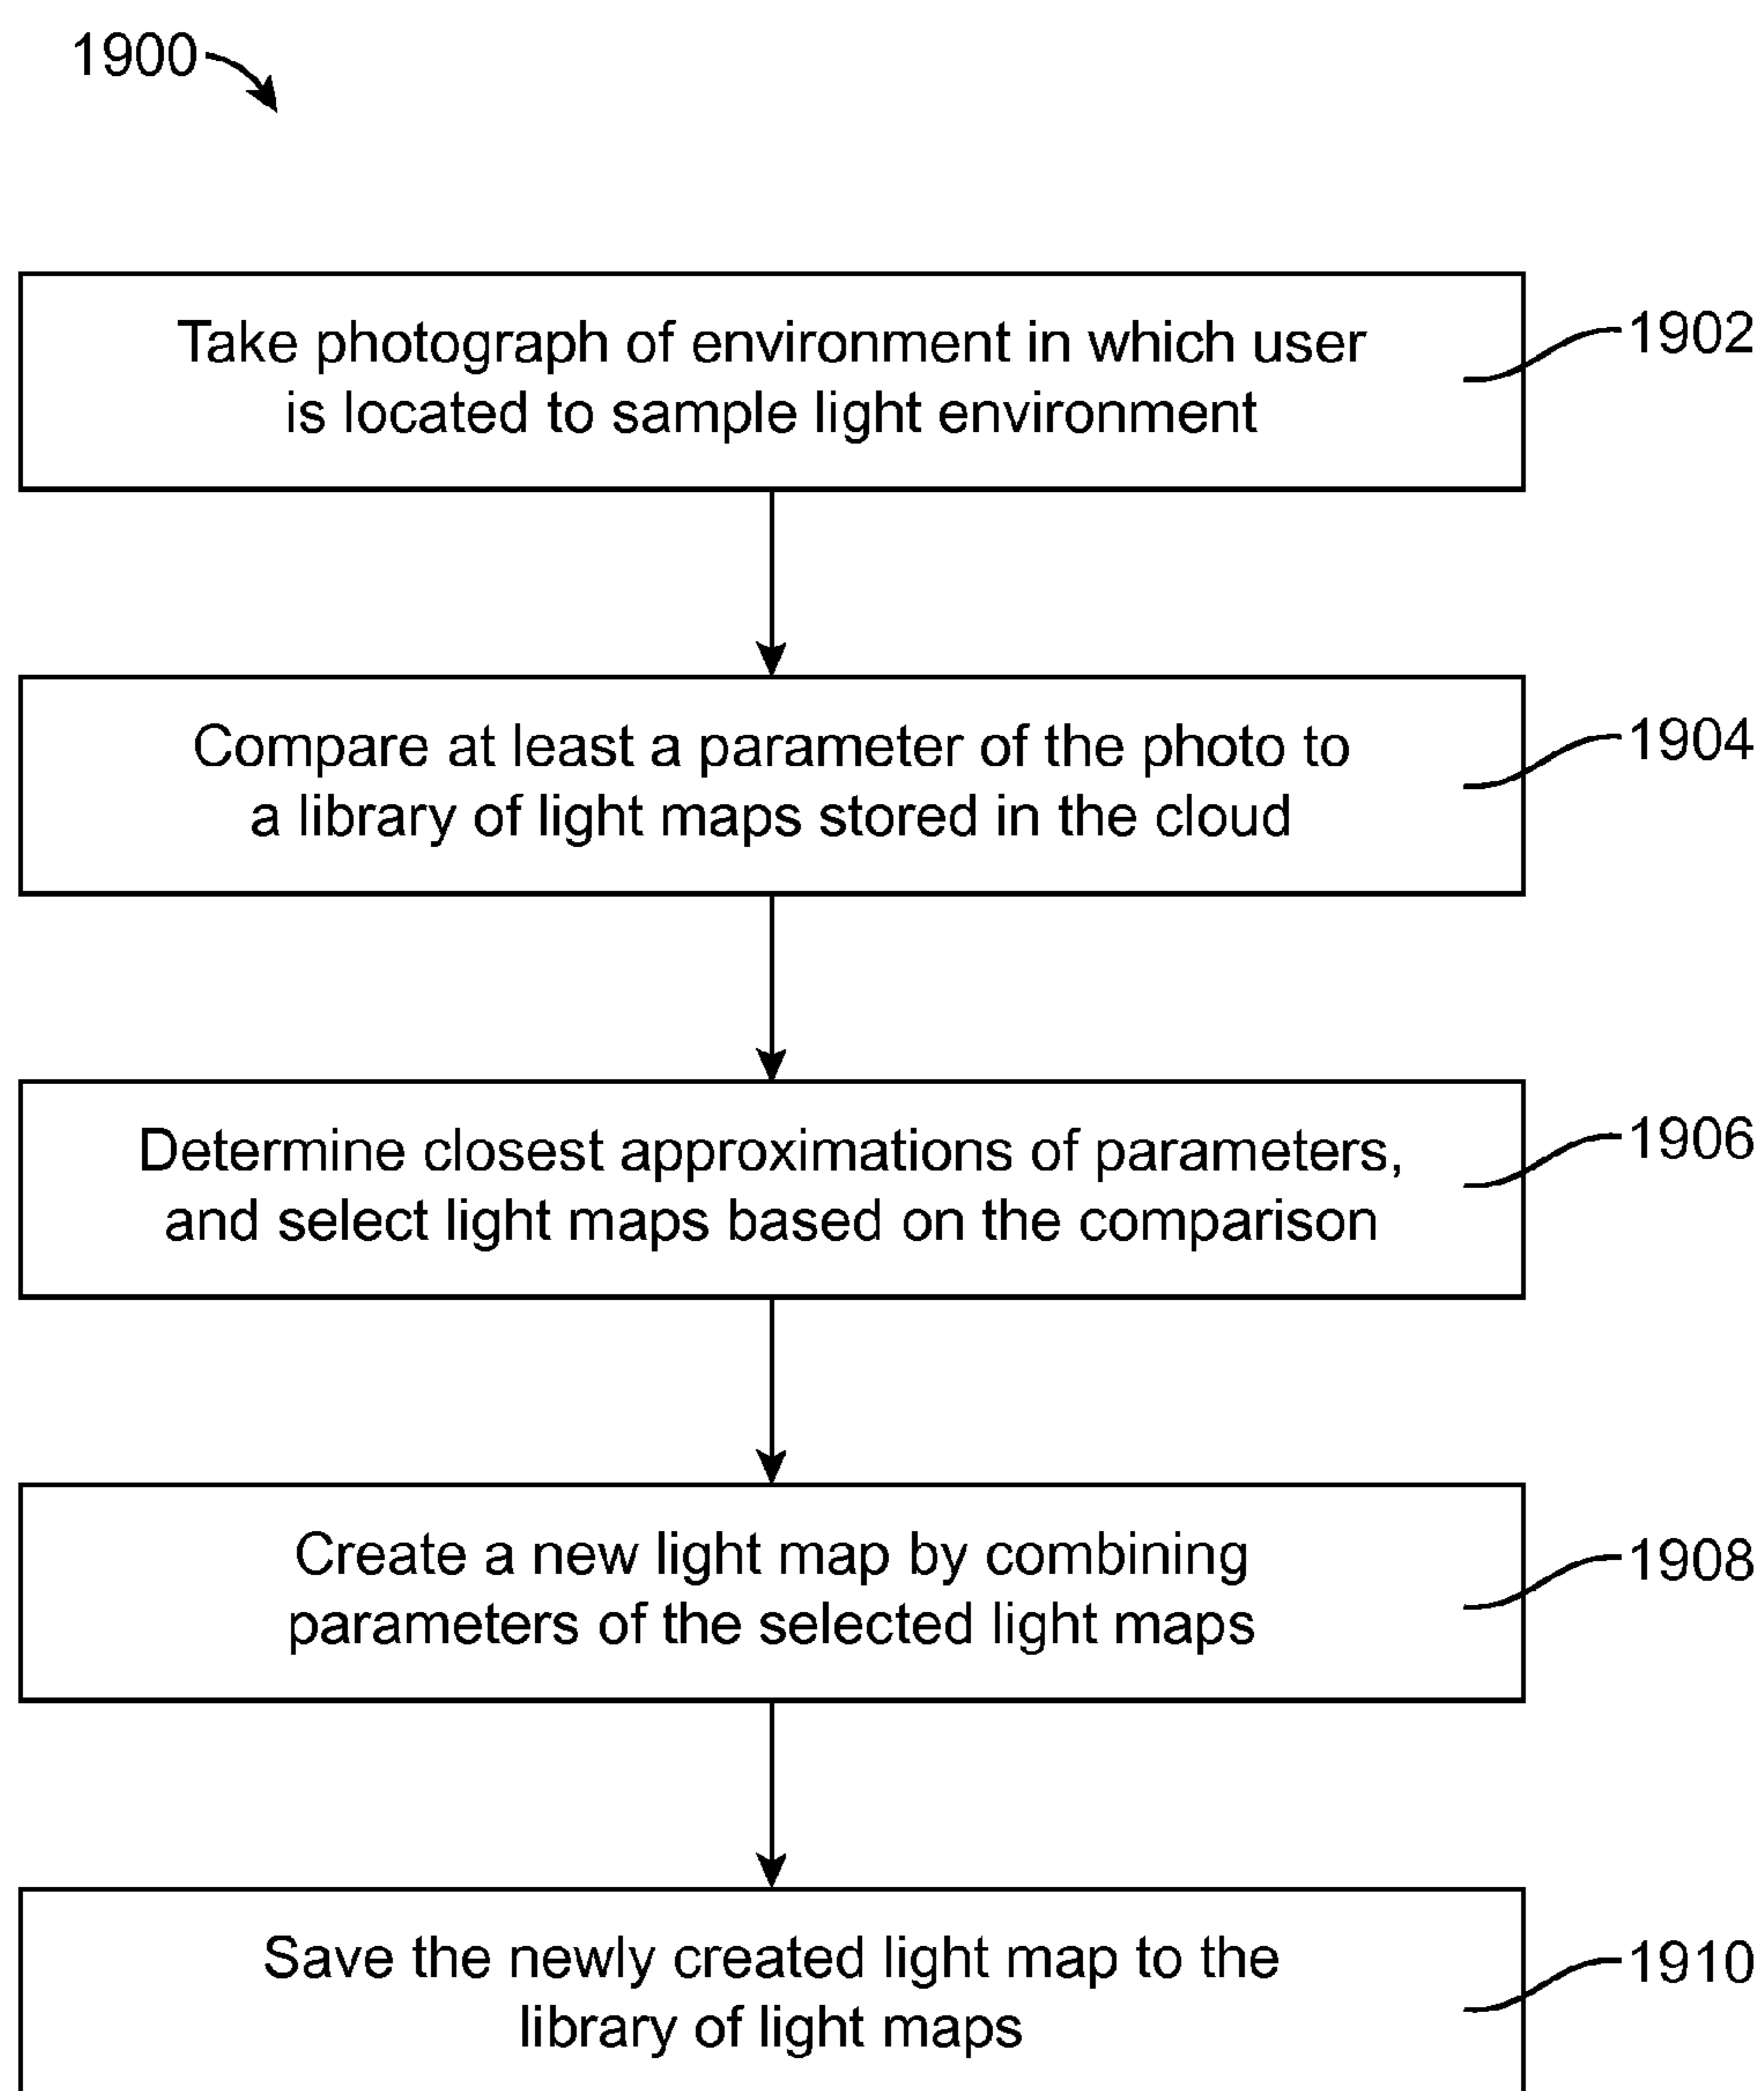 1900
Take photograph of environment in which user
is located to sample light environment
1902
Compare at least a parameter of the photo to
a library of light maps stored in the cloud
1904
Determine closest approximations of parameters,
and select light maps based on the comparison
1906
Create a new light map by combining
parameters of the selected light maps
1908
Save the newly created light map to the
library of light maps
1910